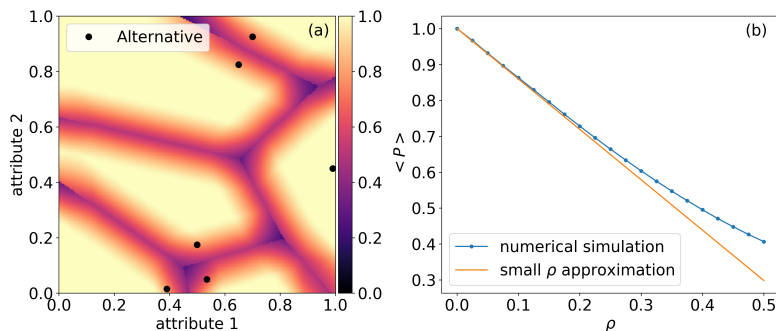 (a)
Alternative
1.0
0.8
0.6
0.4
0.2
0.0
attribute 2
0.0 0.2 0.4 0.6 0.8 1.0
attribute 1
1.0
0.8
0.6
0.4
0.2
0.0
(b)
1.0
0.9
0.8
0.7
0.6
0.5
0.4
0.3
< P >
numerical simulation
small ρ approximation
0.0 0.1 0.2 0.3 0.4 0.5
ρ